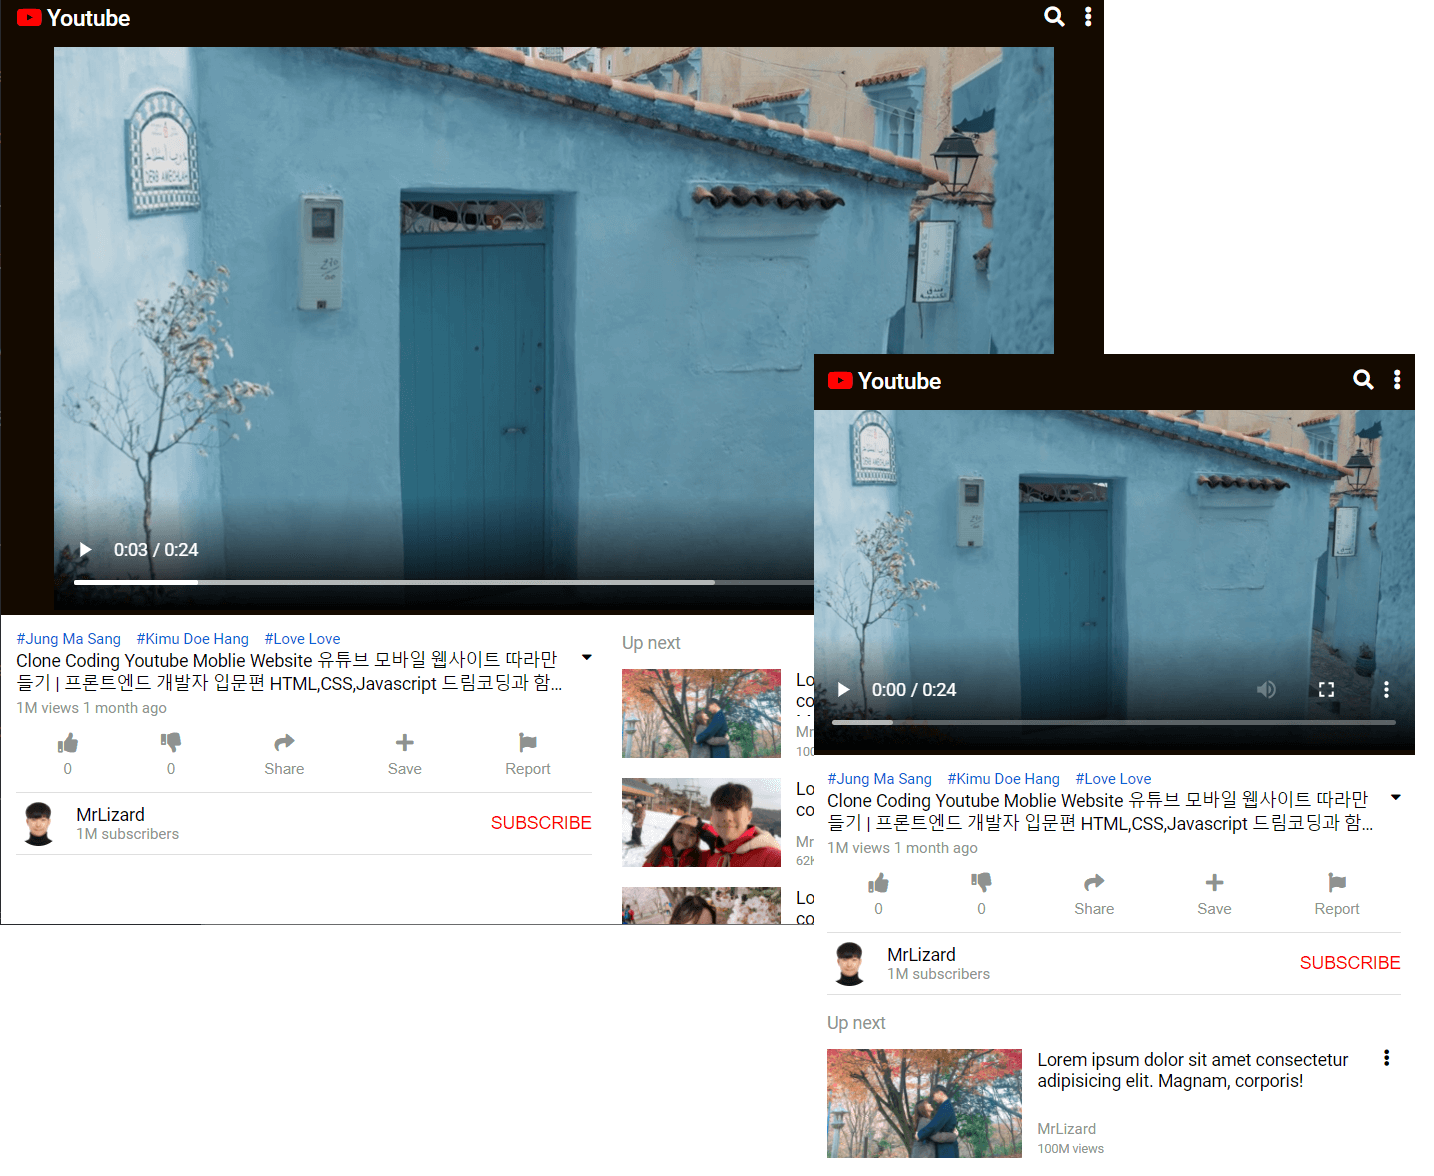 Youtube
درب
DERB
HOTEL
فندق
0:03 / 0:24
#Jung Ma Sang #Kimu Doe Hang #Love Love
Clone Coding Youtube Moblie Website 유튜브 모바일 웹사이트 따라만
들기 | 프론트엔드 개발자 입문편 HTML,CSS,Javascript 드림코딩과 함...
1M views 1 month ago
0 0 Share Save Report
MrLizard
1M subscribers
SUBSCRIBE
Up next
Lo
co
Mr
100
Lo
co
Mr
62K
Lo
co
Youtube
0:00 / 0:24
#Jung Ma Sang #Kimu Doe Hang #Love Love
Clone Coding Youtube Moblie Website 유튜브 모바일 웹사이트 따라만
들기 | 프론트엔드 개발자 입문편 HTML,CSS,Javascript 드림코딩과 함...
1M views 1 month ago
0 0 Share Save Report
MrLizard
1M subscribers
SUBSCRIBE
Up next
Lorem ipsum dolor sit amet consectetur
adipisicing elit. Magnam, corporis!
MrLizard
100M views